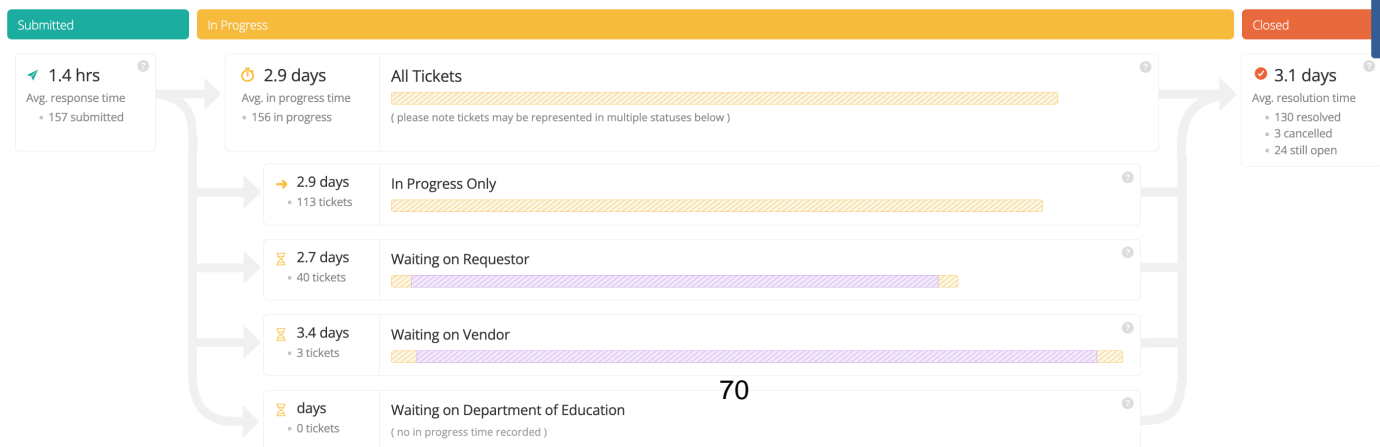 Submitted
In Progress
Closed
1.4 hrs
Avg. response time
157 submitted
2.9 days
Avg. in progress time
156 in progress
All Tickets
( please note tickets may be represented in multiple statuses below )
3.1 days
Avg. resolution time
130 resolved
3 cancelled
24 still open
2.9 days
113 tickets
In Progress Only
2.7 days
40 tickets
Waiting on Requestor
3.4 days
3 tickets
Waiting on Vendor
70
days
0 tickets
Waiting on Department of Education
( no in progress time recorded )